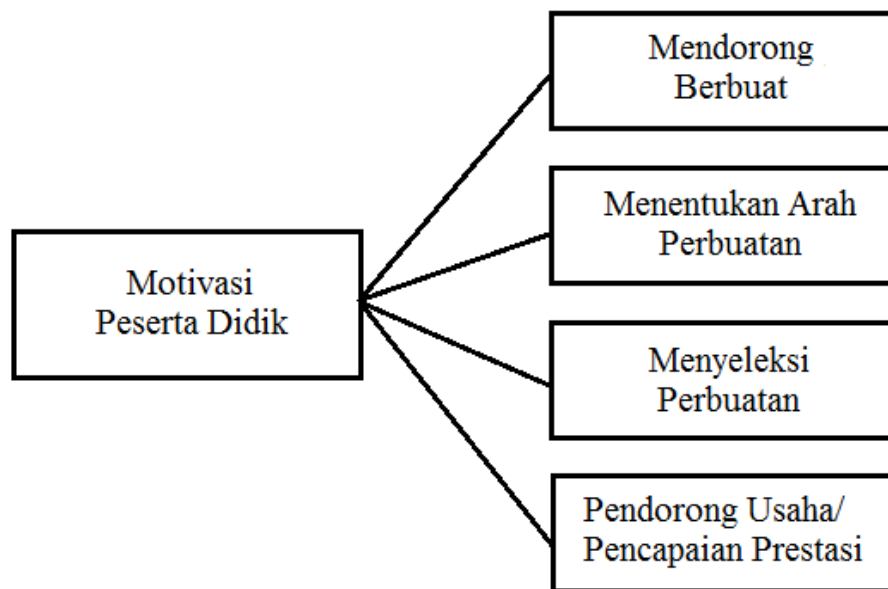 Mendorong
Berbuat
Menentukan Arah
Perbuatan
Motivasi
Peserta Didik
Menyeleksi
Perbuatan
Pendorong Usaha/
Pencapaian Prestasi